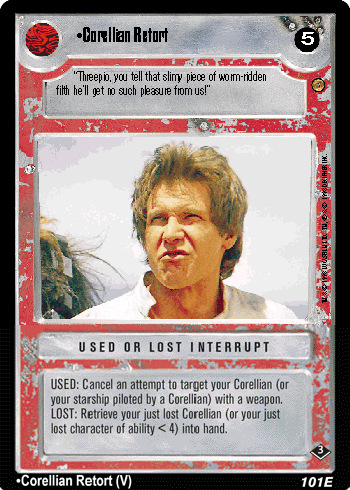 •Corellian Retort
5
"Threepio, you tell that slimy piece of worm-ridden
filth he'll get no such pleasure from us!"
USED OR LOST INTERRUPT
USED: Cancel an attempt to target your Corellian (or
your starship piloted by a Corellian) with a weapon.
LOST: Retrieve your just lost Corellian (or your just
lost character of ability < 4) into hand.
3
•Corellian Retort (V)
101E